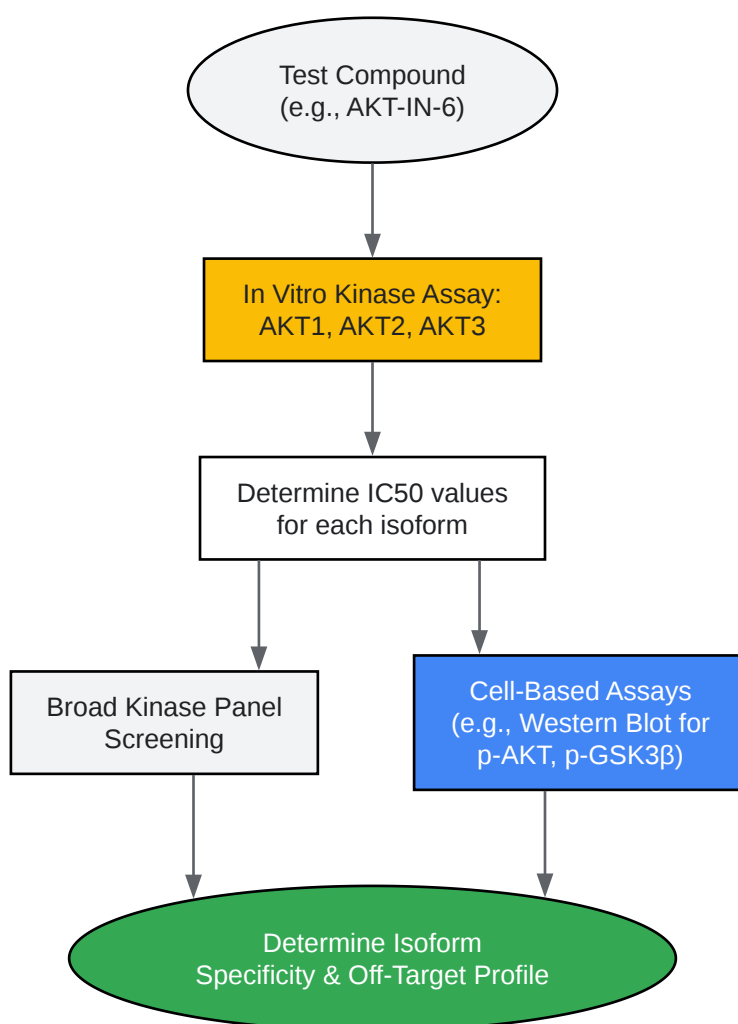 Test Compound
(e.g., AKT-IN-6)
In Vitro Kinase Assay:
AKT1, AKT2, AKT3
Determine IC50 values
for each isoform
Broad Kinase Panel
Screening
Cell-Based Assays
(e.g., Western Blot for
p-AKT, p-GSK3β)
Determine Isoform
Specificity & Off-Target Profile